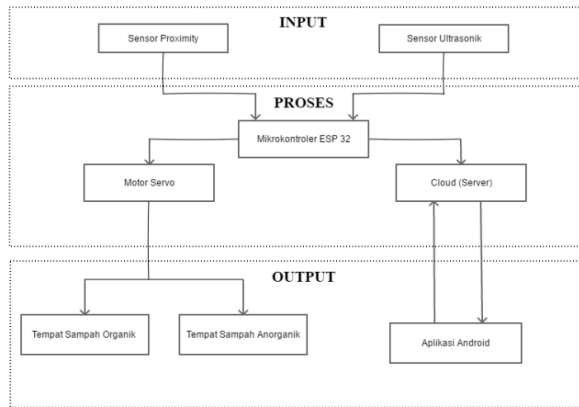 INPUT
Sensor Proximity
Sensor Ultrasonik
PROSES
Mikrokontroler ESP 32
Motor Servo
Cloud (Server)
OUTPUT
Tempat Sampah Organik
Tempat Sampah Anorganik
Aplikasi Android